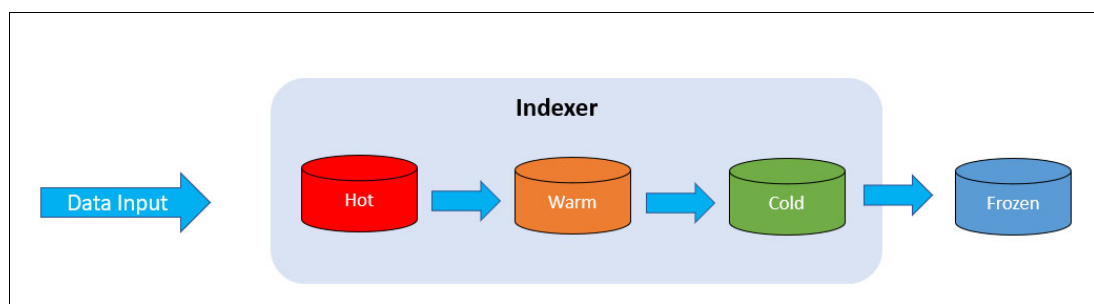 Indexer
Data Input
Hot
Warm
Cold
Frozen